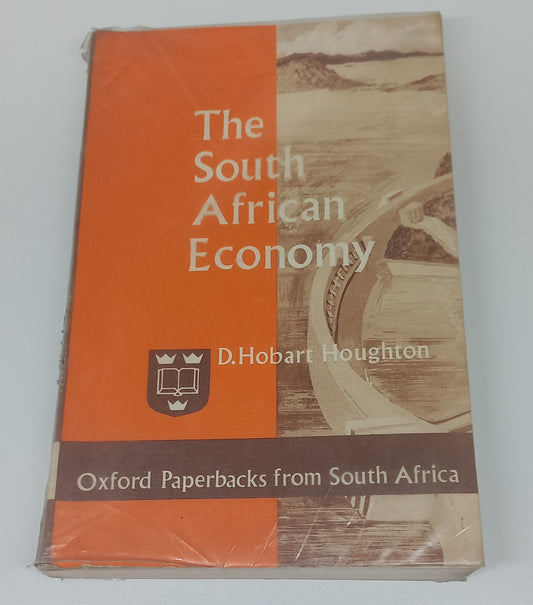 The
South
African
Economy
D.Hobart Houghton
Oxford Paperbacks from South Africa